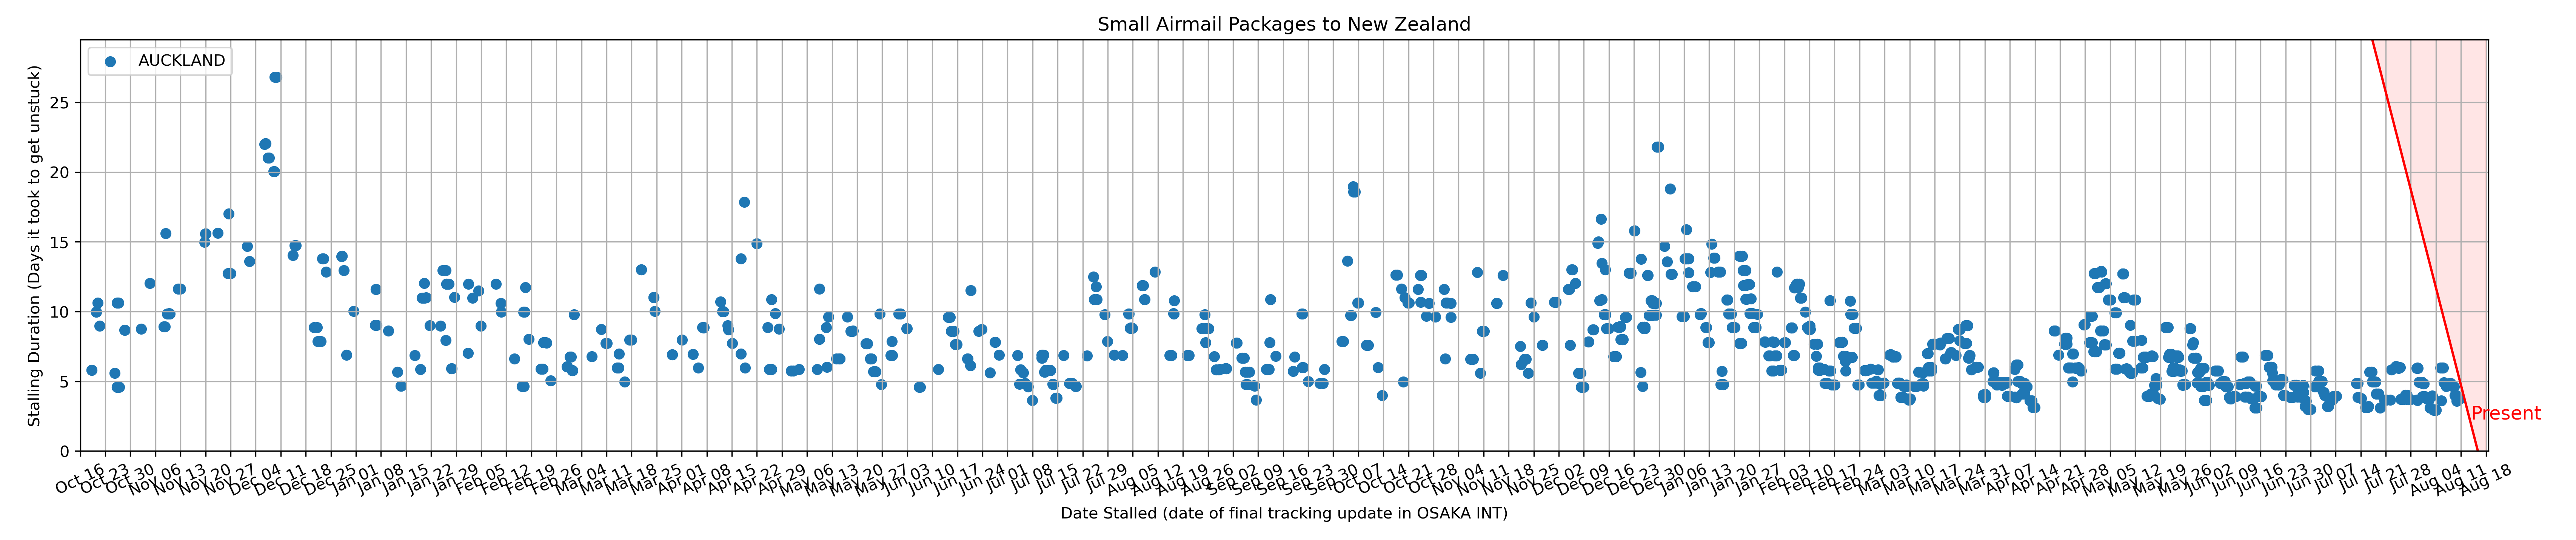 Small Airmail Packages to New Zealand
AUCKLAND
Stalling Duration (Days it took to get unstuck)
25
20
15
10
5
0
Present
Oct 16
Oct 23
Oct 30
Nov 06
Nov 13
Nov 20
Nov 27
Dec 04
Dec 11
Dec 18
Dec 25
Jan 01
Jan 08
Jan 15
Jan 22
Jan 29
Feb 05
Feb 12
Feb 19
Feb 26
Mar 04
Mar 11
Mar 18
Mar 25
Apr 01
Apr 08
Apr 15
Apr 22
Apr 29
May 06
May 13
May 20
May 27
Jun 03
Jun 10
Jun 17
Jun 24
Jul 01
Jul 08
Jul 15
Jul 22
Jul 29
Aug 05
Aug 12
Aug 19
Aug 26
Sep 02
Sep 09
Sep 16
Sep 23
Sep 30
Oct 07
Oct 14
Oct 21
Oct 28
Nov 04
Nov 11
Nov 18
Nov 25
Dec 02
Dec 09
Dec 16
Dec 23
Dec 30
Jan 06
Jan 13
Jan 20
Jan 27
Feb 03
Feb 10
Feb 17
Feb 24
Mar 03
Mar 10
Mar 17
Mar 24
Mar 31
Apr 07
Apr 14
Apr 21
Apr 28
May 05
May 12
May 19
May 26
Jun 02
Jun 09
Jun 16
Jun 23
Jun 30
Jul 07
Jul 14
Jul 21
Jul 28
Aug 04
Aug 11
Aug 18
Date Stalled (date of final tracking update in OSAKA INT)